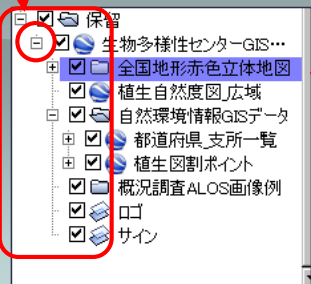 保留
生物多様性センターGIS…
全国地形赤色立体地図
植生自然度図_広域
自然環境情報GISデータ
都道府県_支所一覧
植生図割ポイント
概況調査ALOS画像例
ロゴ
サイン